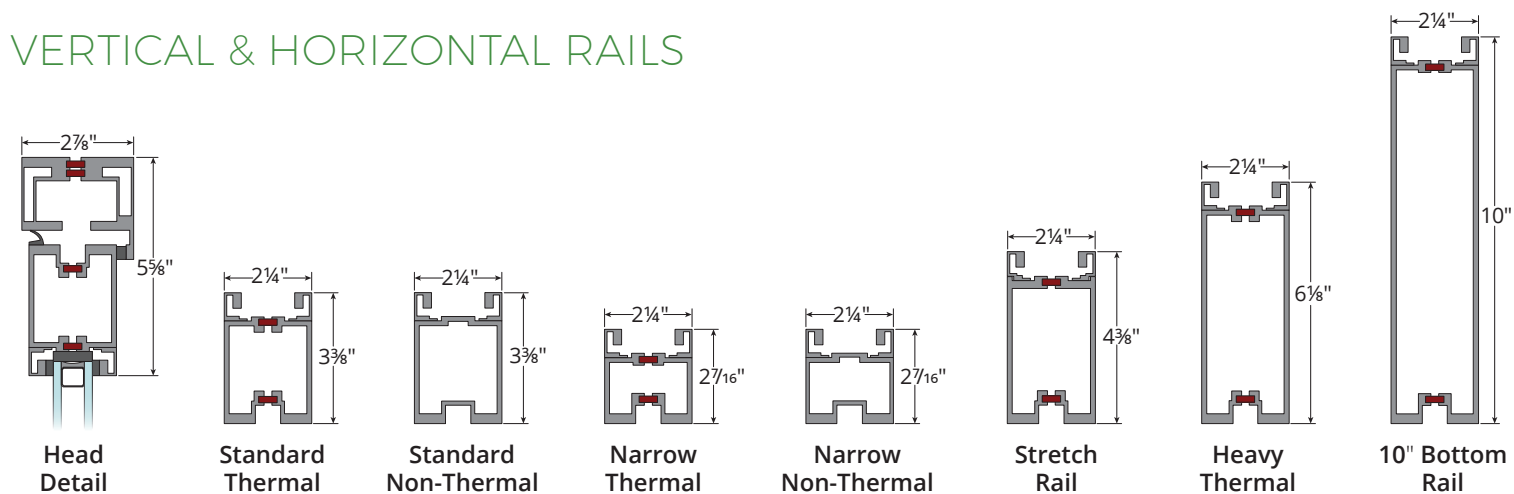 VERTICAL & HORIZONTAL RAILS
2⅞"
5⅝"
Head
Detail
2¼"
3⅜"
Standard
Thermal
2¼"
3⅜"
Standard
Non-Thermal
2¼"
2⁷⁄₁₆"
Narrow
Thermal
2¼"
2⁷⁄₁₆"
Narrow
Non-Thermal
2¼"
4⅜"
Stretch
Rail
2¼"
6⅛"
Heavy
Thermal
2¼"
10"
10" Bottom
Rail